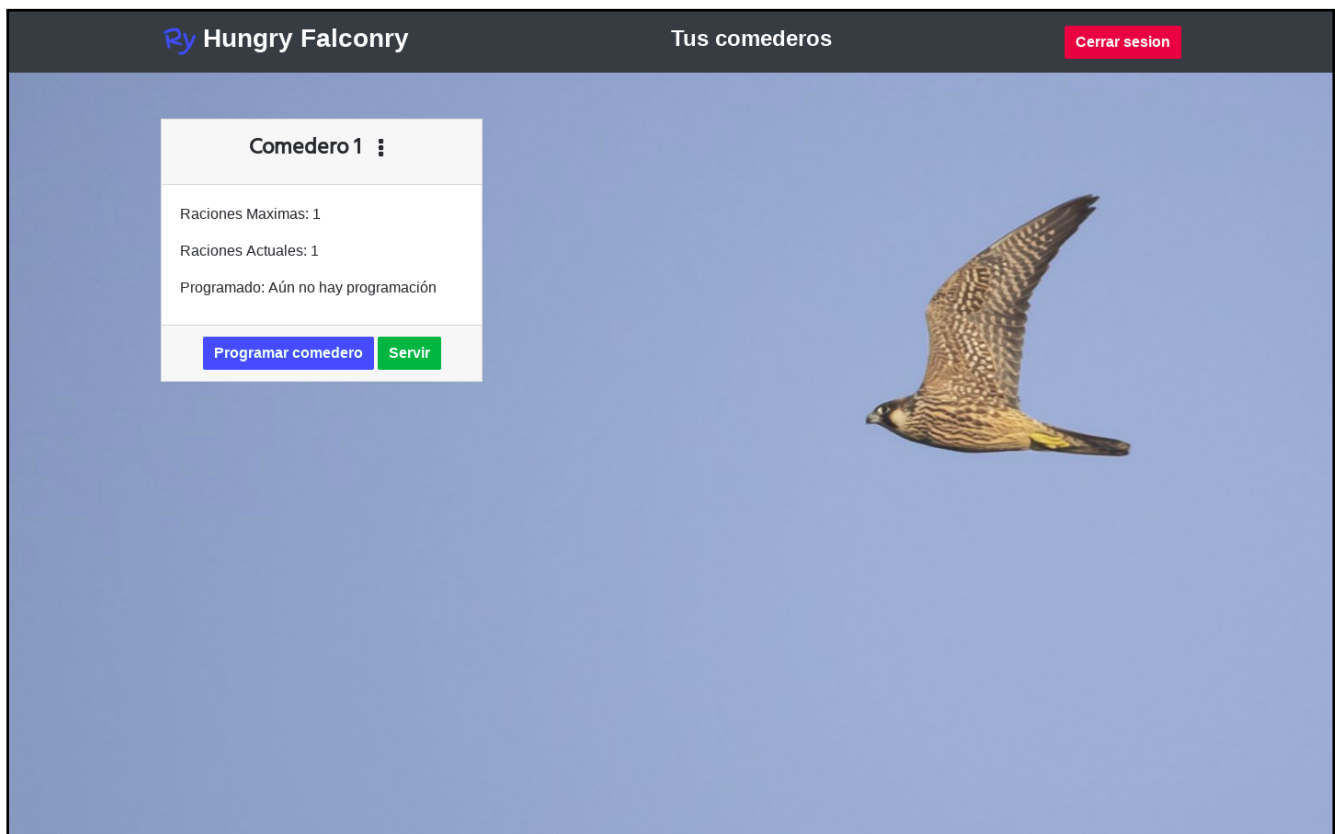 Ry Hungry Falconry
Tus comederos
Cerrar sesion
Comedero 1
Raciones Maximas: 1
Raciones Actuales: 1
Programado: Aún no hay programación
Programar comedero
Servir